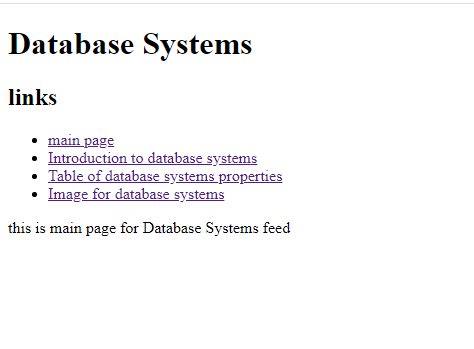 Database Systems
links
main page
Introduction to database systems
Table of database systems properties
Image for database systems
this is main page for Database Systems feed